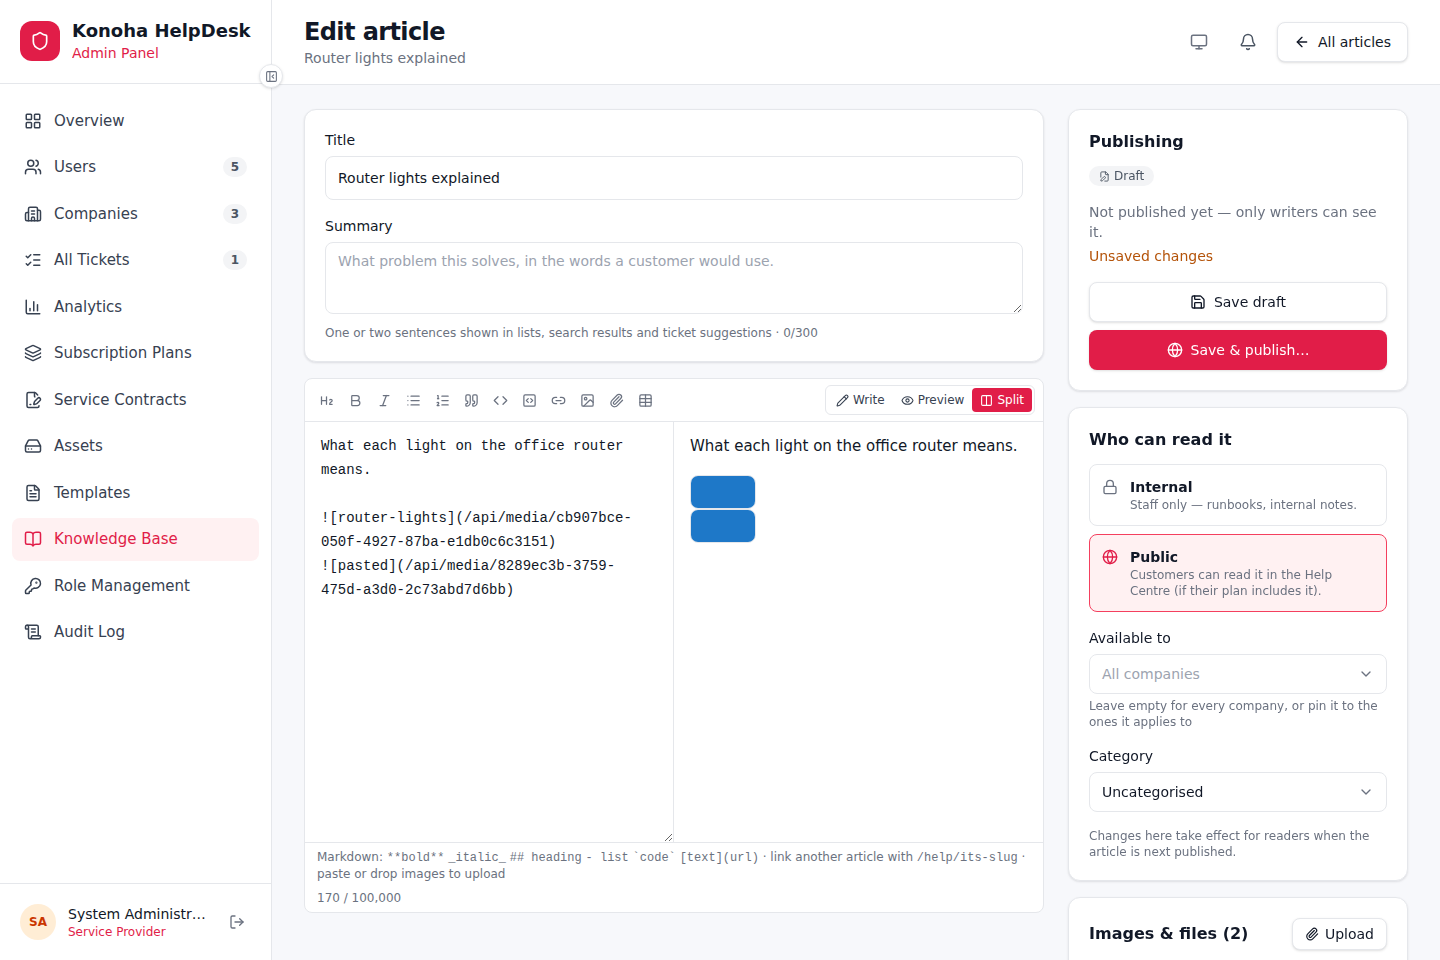 Konoha HelpDesk
Admin Panel
Overview
Users 5
Companies 3
All Tickets 1
Analytics
Subscription Plans
Service Contracts
Assets
Templates
Knowledge Base
Role Management
Audit Log
SA
System Administr...
Service Provider
Edit article
Router lights explained
All articles
Title
Router lights explained
Summary
What problem this solves, in the words a customer would use.
One or two sentences shown in lists, search results and ticket suggestions · 0/300
H2 B I
Write Preview Split
What each light on the office router
means.
![router-lights](/api/media/cb907bce-
050f-4927-87ba-e1db0c6c3151)
![pasted](/api/media/8289ec3b-3759-
475d-a3d0-2c73abd7d6bb)
What each light on the office router means.
Markdown: **bold** _italic_ ## heading - list `code` [text](url) · link another article with /help/its-slug ·
paste or drop images to upload
170 / 100,000
Publishing
Draft
Not published yet — only writers can see
it.
Unsaved changes
Save draft
Save & publish...
Who can read it
Internal
Staff only — runbooks, internal notes.
Public
Customers can read it in the Help
Centre (if their plan includes it).
Available to
All companies
Leave empty for every company, or pin it to the
ones it applies to
Category
Uncategorised
Changes here take effect for readers when the
article is next published.
Images & files (2)
Upload